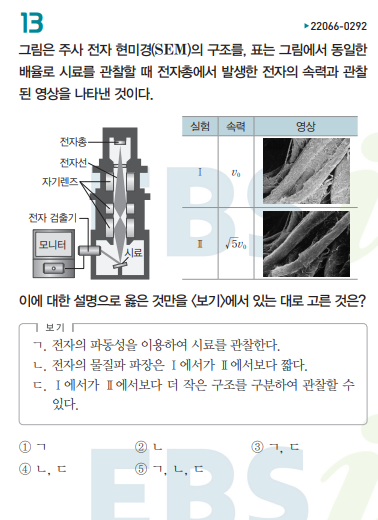 13
▶22066-0292
그림은 주사 전자 현미경(SEM)의 구조를, 표는 그림에서 동일한
배율로 시료를 관찰할 때 전자총에서 발생한 전자의 속력과 관찰
된 영상을 나타낸 것이다.
전자총
전자선
자기렌즈
전자 검출기
모니터
시료
실험 속력 영상
Ⅰ v₀
Ⅱ √5v₀
이에 대한 설명으로 옳은 것만을 〈보기〉에서 있는 대로 고른 것은?
보기
ㄱ. 전자의 파동성을 이용하여 시료를 관찰한다.
ㄴ. 전자의 물질파 파장은 Ⅰ에서가 Ⅱ에서보다 짧다.
ㄷ. Ⅰ에서가 Ⅱ에서보다 더 작은 구조를 구분하여 관찰할 수
있다.
① ㄱ ② ㄴ ③ ㄱ, ㄷ
④ ㄴ, ㄷ ⑤ ㄱ, ㄴ, ㄷ
EBSi
EBSi